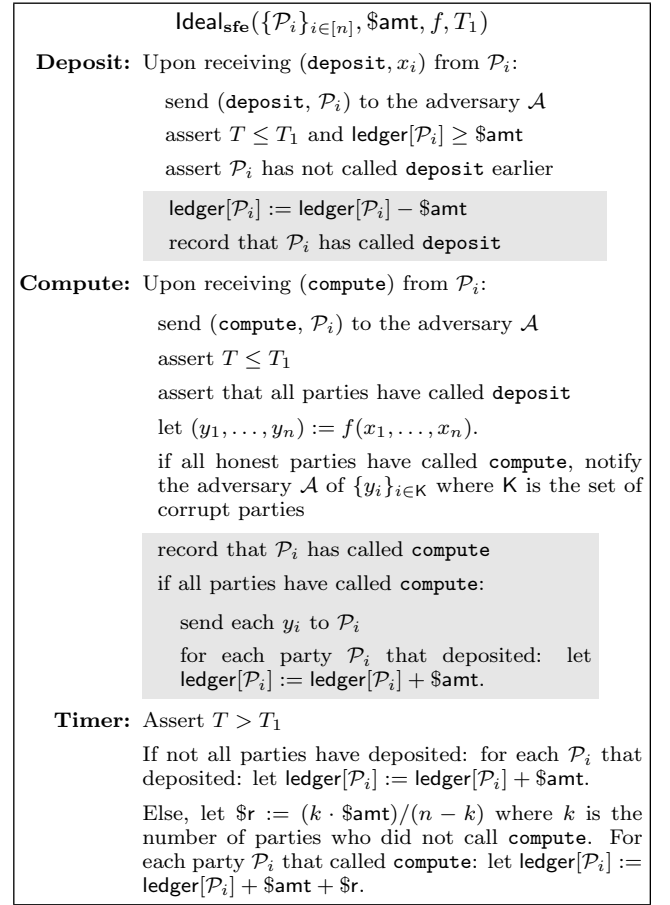 Ideal_sfe({𝒫_i}_{i∈[n]}, $amt, f, T_1)
Deposit: Upon receiving (deposit, x_i) from 𝒫_i:
send (deposit, 𝒫_i) to the adversary 𝒜
assert T ≤ T_1 and ledger[𝒫_i] ≥ $amt
assert 𝒫_i has not called deposit earlier
ledger[𝒫_i] := ledger[𝒫_i] − $amt
record that 𝒫_i has called deposit
Compute: Upon receiving (compute) from 𝒫_i:
send (compute, 𝒫_i) to the adversary 𝒜
assert T ≤ T_1
assert that all parties have called deposit
let (y_1, . . . , y_n) := f(x_1, . . . , x_n).
if all honest parties have called compute, notify
the adversary 𝒜 of {y_i}_{i∈K} where K is the set of
corrupt parties
record that 𝒫_i has called compute
if all parties have called compute:
send each y_i to 𝒫_i
for each party 𝒫_i that deposited: let
ledger[𝒫_i] := ledger[𝒫_i] + $amt.
Timer: Assert T > T_1
If not all parties have deposited: for each 𝒫_i that
deposited: let ledger[𝒫_i] := ledger[𝒫_i] + $amt.
Else, let $r := (k · $amt)/(n − k) where k is the
number of parties who did not call compute. For
each party 𝒫_i that called compute: let ledger[𝒫_i] :=
ledger[𝒫_i] + $amt + $r.